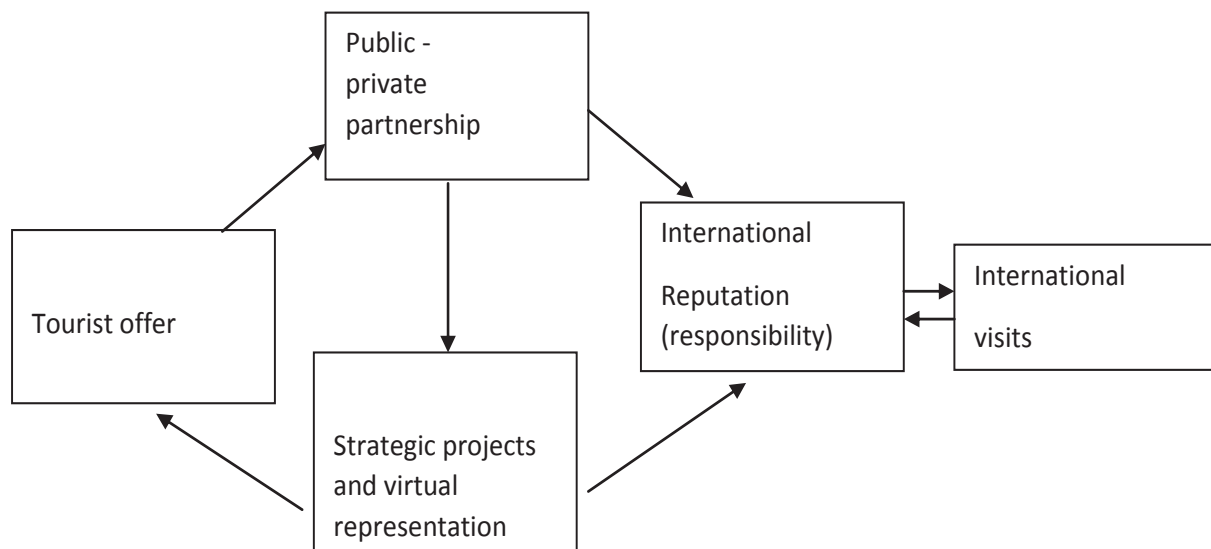 Public -
private
partnership
International
Reputation
(responsibility)
International
visits
Tourist offer
Strategic projects
and virtual
representation